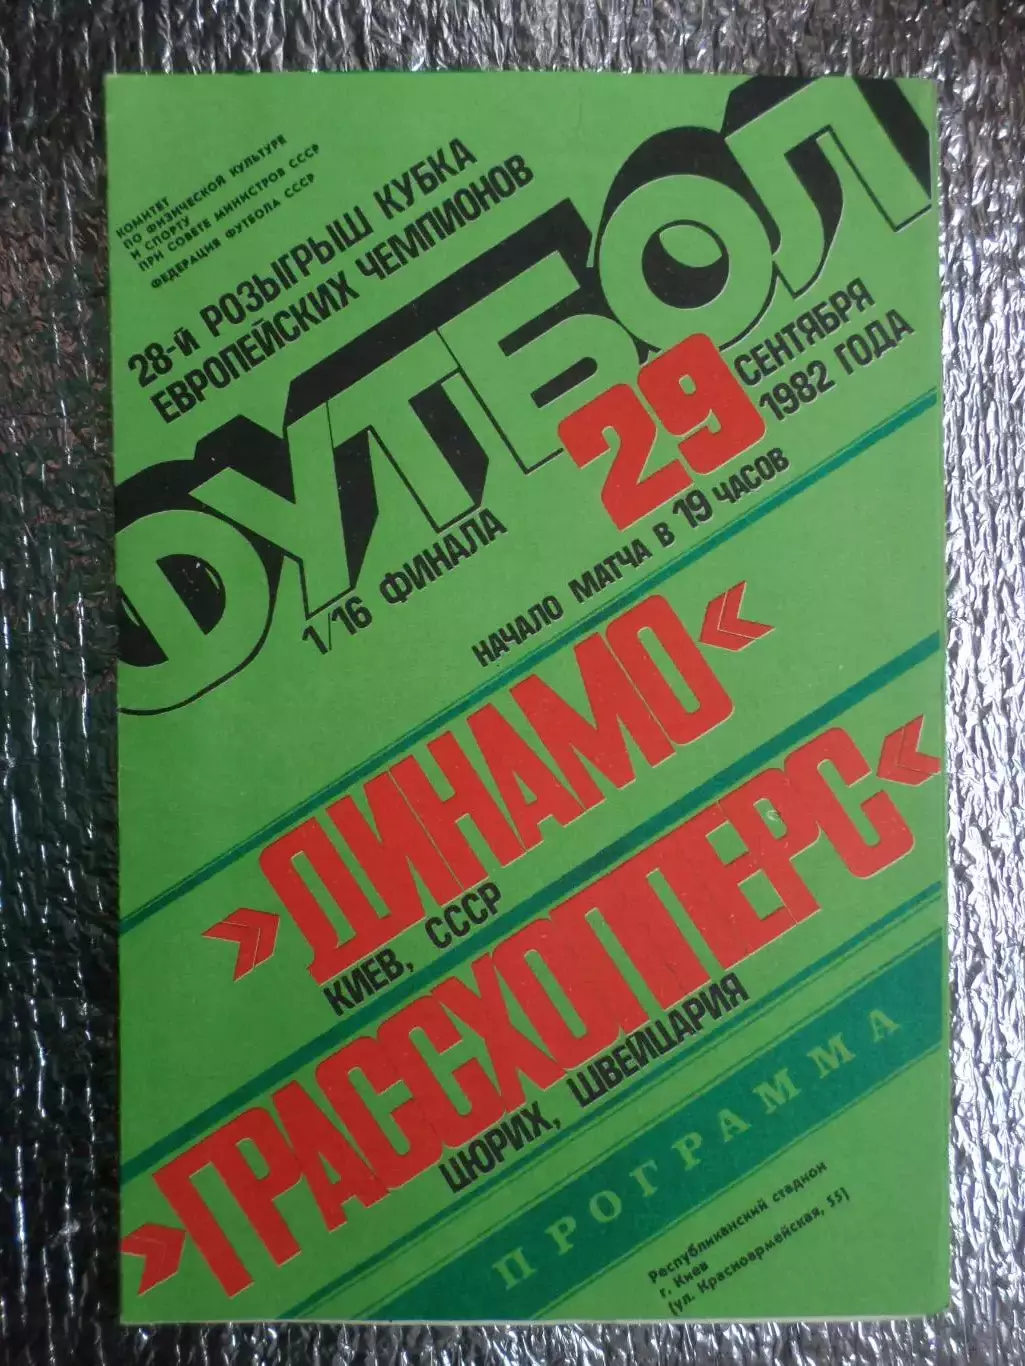 КОМИТЕТ
ПО ФИЗИЧЕСКОЙ КУЛЬТУРЕ
И СПОРТУ
ПРИ СОВЕТЕ МИНИСТРОВ СССР
ФЕДЕРАЦИЯ ФУТБОЛА СССР
28-й РОЗЫГРЫШ КУБКА
ЕВРОПЕЙСКИХ ЧЕМПИОНОВ
ФУТБОЛ
1/16 ФИНАЛА
29
СЕНТЯБРЯ
1982 ГОДА
НАЧАЛО МАТЧА В 19 ЧАСОВ
»ДИНАМО«
КИЕВ, СССР
»ГРАССХОПЕРС«
ЦЮРИХ, ШВЕЙЦАРИЯ
ПРОГРАММА
Республиканский стадион
г. Киев
(ул. Красноармейская, 55)